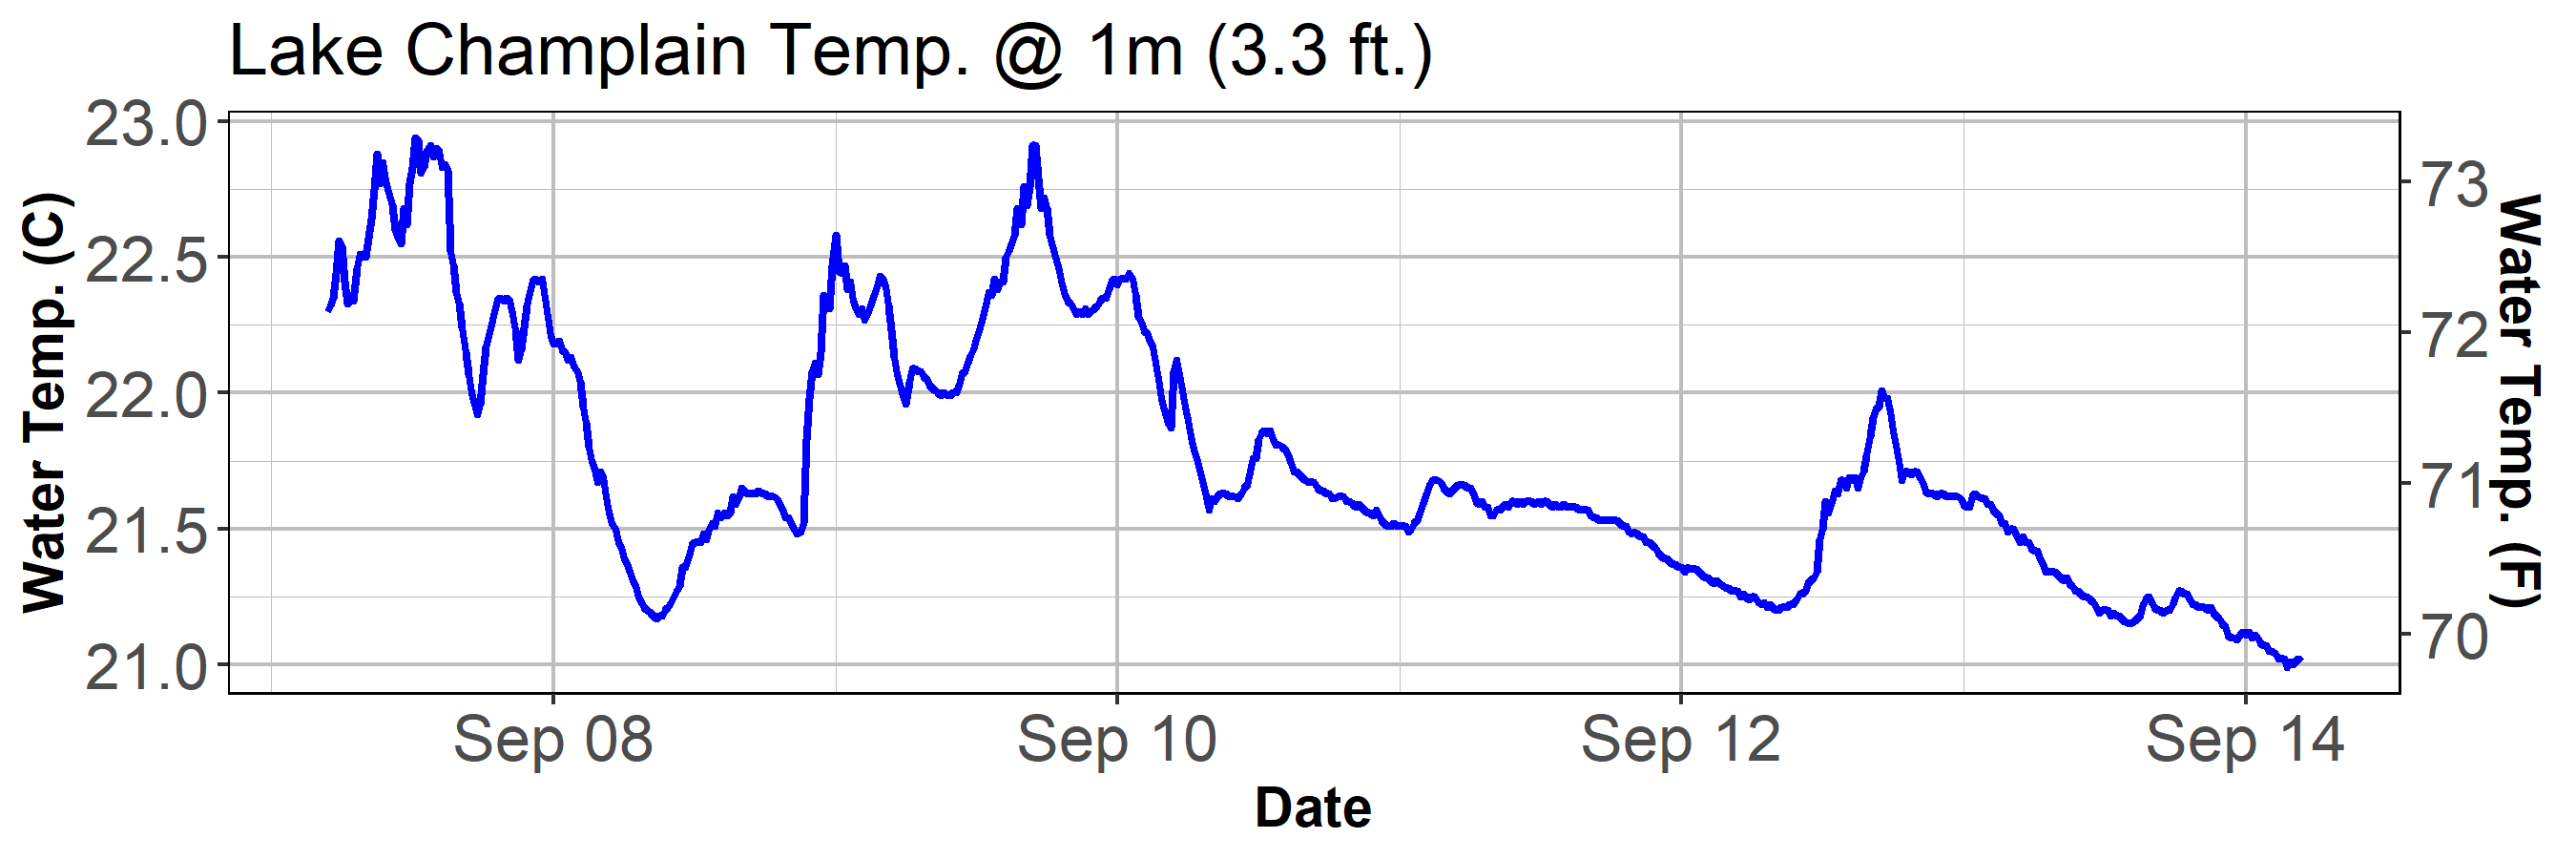 Lake Champlain Temp. @ 1m (3.3 ft.)
Water Temp. (C)
23.0
22.5
22.0
21.5
21.0
73
72
71
70
Water Temp. (F)
Sep 08 Sep 10 Sep 12 Sep 14
Date